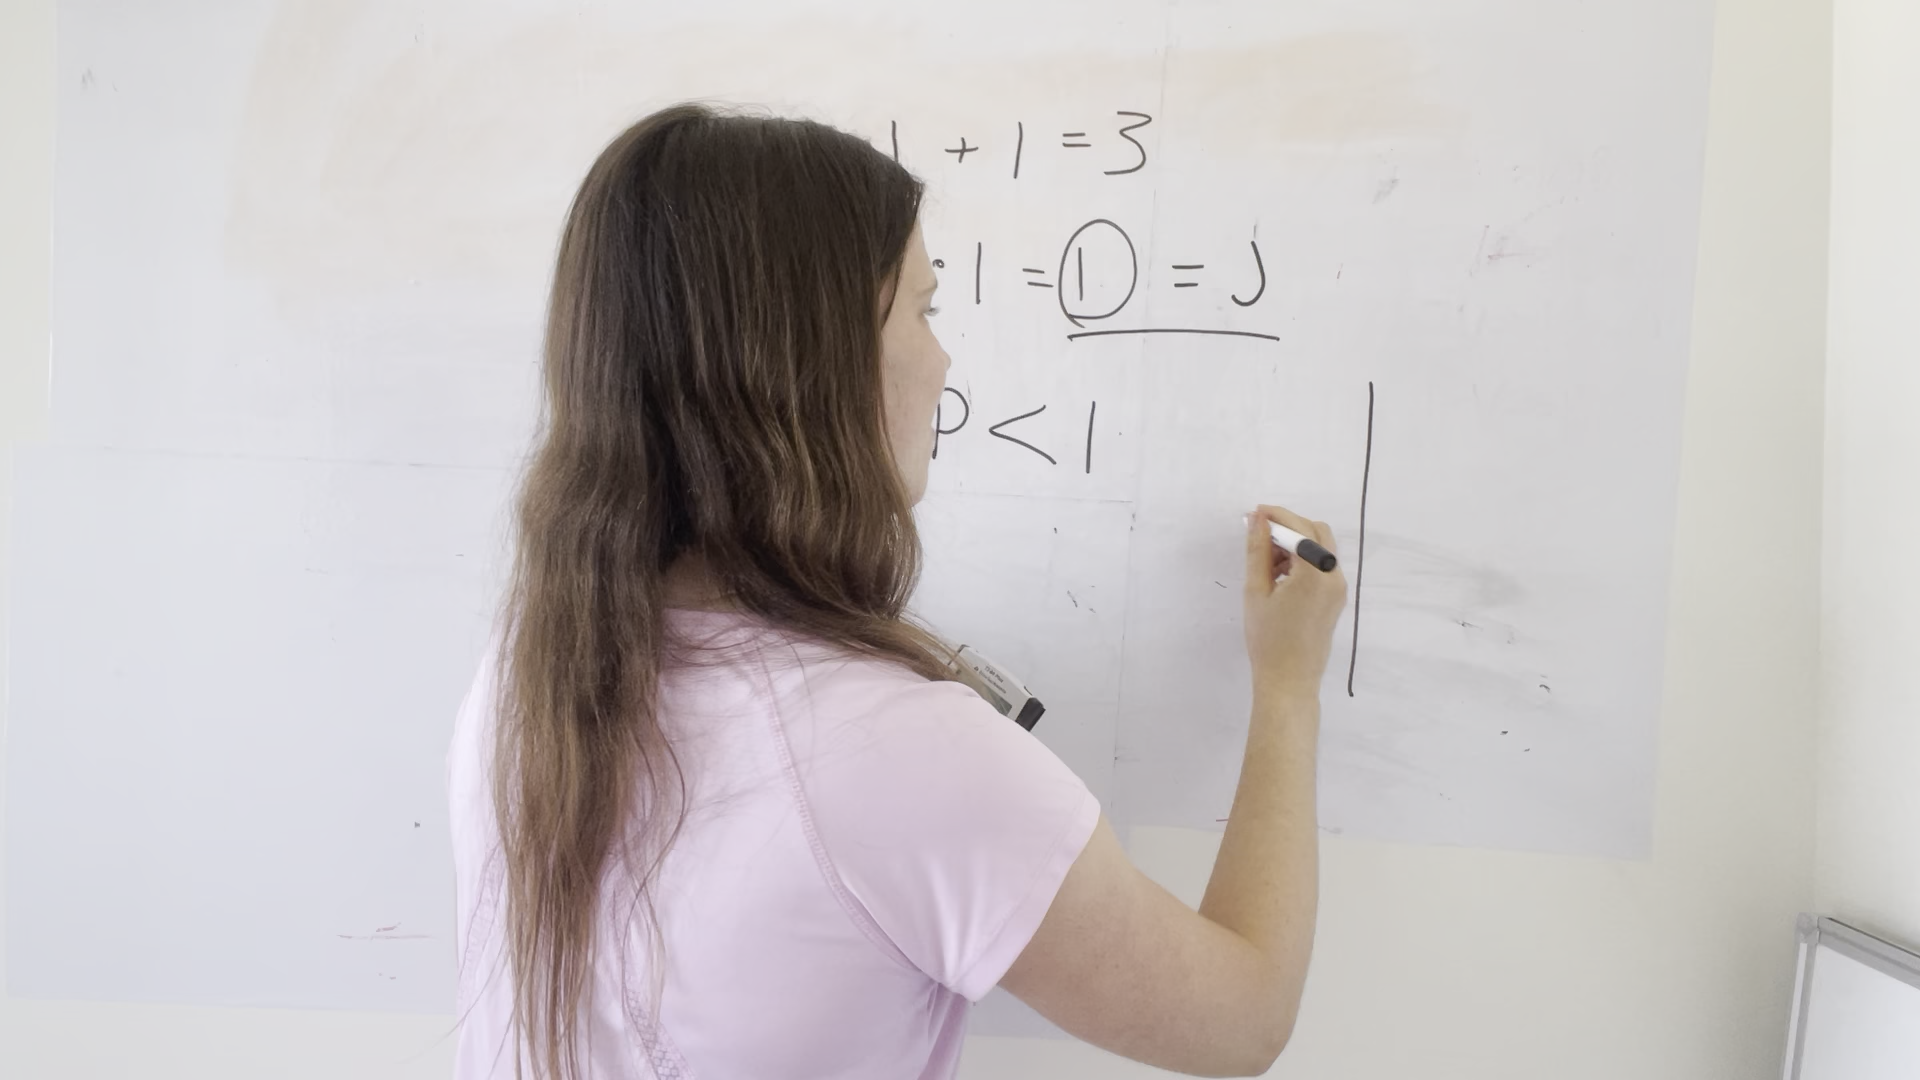 1 + 1 = 3
· 1 = 1 = J
P < 1